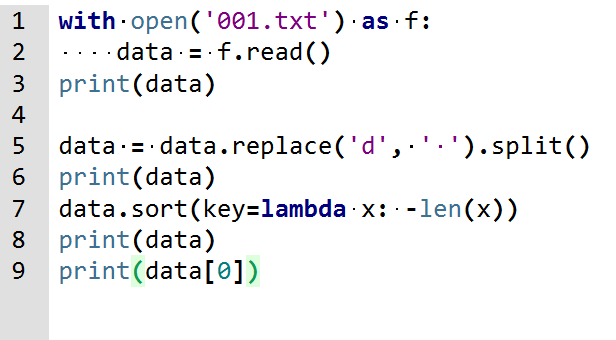 1 with open('001.txt') as f:
2     data = f.read()
3 print(data)
4
5 data = data.replace('d', ' ').split()
6 print(data)
7 data.sort(key=lambda x: -len(x))
8 print(data)
9 print(data[0])